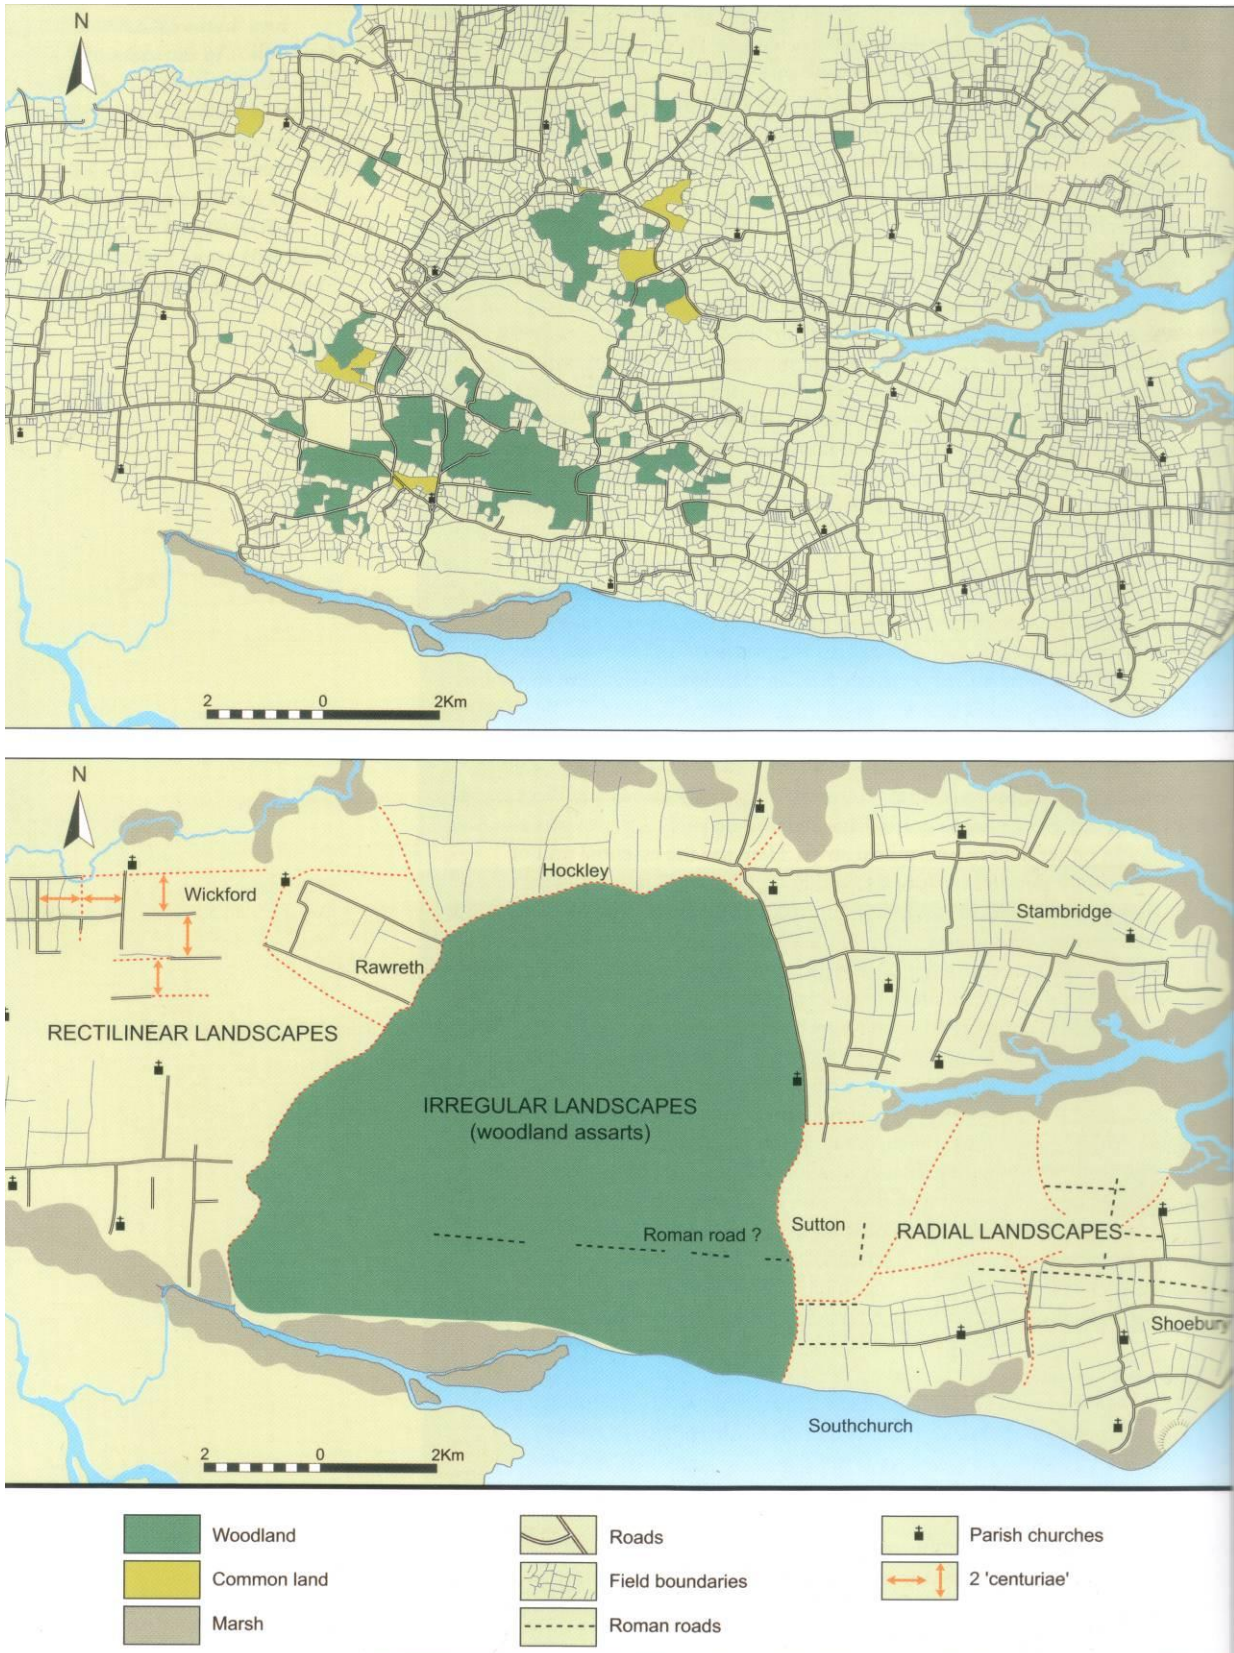 N
2 0 2Km
N
Hockley
Wickford
Stambridge
Rawreth
RECTILINEAR LANDSCAPES
IRREGULAR LANDSCAPES
(woodland assarts)
Roman road ?
Sutton
RADIAL LANDSCAPES
Shoebury
Southchurch
2 0 2Km
Woodland
Roads
Parish churches
Common land
Field boundaries
2 'centuriae'
Marsh
Roman roads